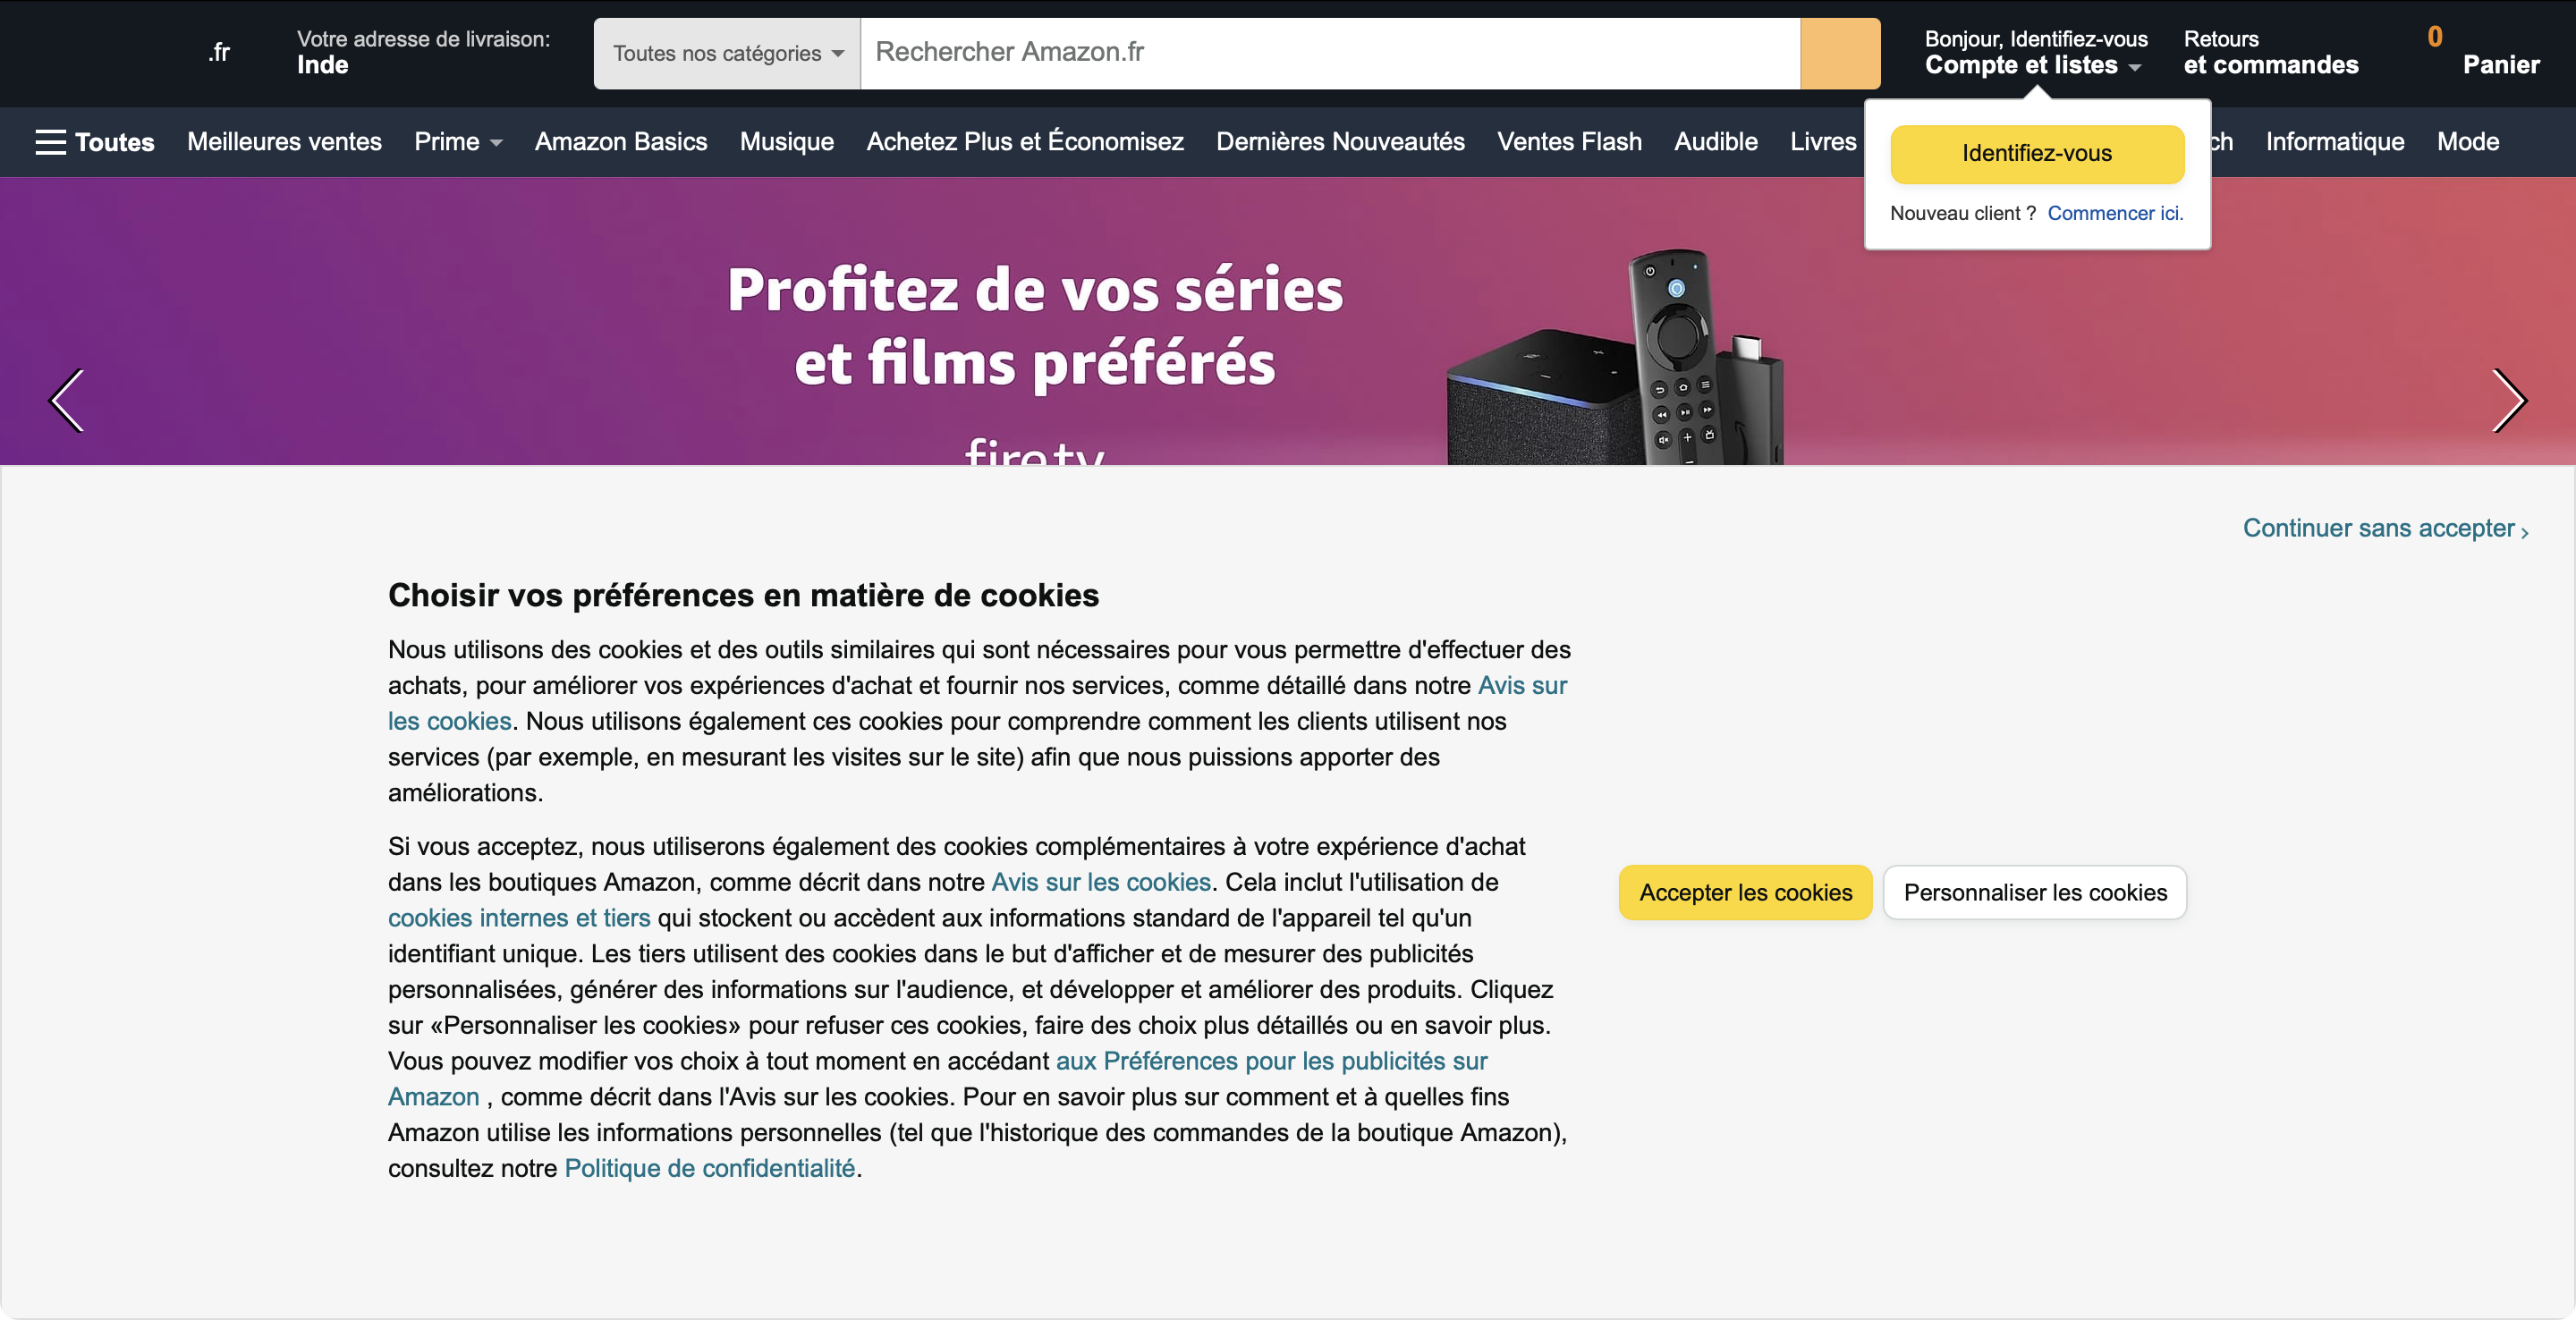 .fr
Votre adresse de livraison:
Inde
Toutes nos catégories
Rechercher Amazon.fr
Bonjour, Identifiez-vous
Compte et listes
Retours
et commandes
0
Panier
Toutes
Meilleures ventes
Prime
Amazon Basics
Musique
Achetez Plus et Économisez
Dernières Nouveautés
Ventes Flash
Audible
Livres
ch
Informatique
Mode
Identifiez-vous
Nouveau client ? Commencer ici.
Profitez de vos séries
et films préférés
fire tv
Continuer sans accepter ›
Choisir vos préférences en matière de cookies
Nous utilisons des cookies et des outils similaires qui sont nécessaires pour vous permettre d'effectuer des
achats, pour améliorer vos expériences d'achat et fournir nos services, comme détaillé dans notre Avis sur
les cookies. Nous utilisons également ces cookies pour comprendre comment les clients utilisent nos
services (par exemple, en mesurant les visites sur le site) afin que nous puissions apporter des
améliorations.
Si vous acceptez, nous utiliserons également des cookies complémentaires à votre expérience d'achat
dans les boutiques Amazon, comme décrit dans notre Avis sur les cookies. Cela inclut l'utilisation de
cookies internes et tiers qui stockent ou accèdent aux informations standard de l'appareil tel qu'un
identifiant unique. Les tiers utilisent des cookies dans le but d'afficher et de mesurer des publicités
personnalisées, générer des informations sur l'audience, et développer et améliorer des produits. Cliquez
sur «Personnaliser les cookies» pour refuser ces cookies, faire des choix plus détaillés ou en savoir plus.
Vous pouvez modifier vos choix à tout moment en accédant aux Préférences pour les publicités sur
Amazon , comme décrit dans l'Avis sur les cookies. Pour en savoir plus sur comment et à quelles fins
Amazon utilise les informations personnelles (tel que l'historique des commandes de la boutique Amazon),
consultez notre Politique de confidentialité.
Accepter les cookies
Personnaliser les cookies